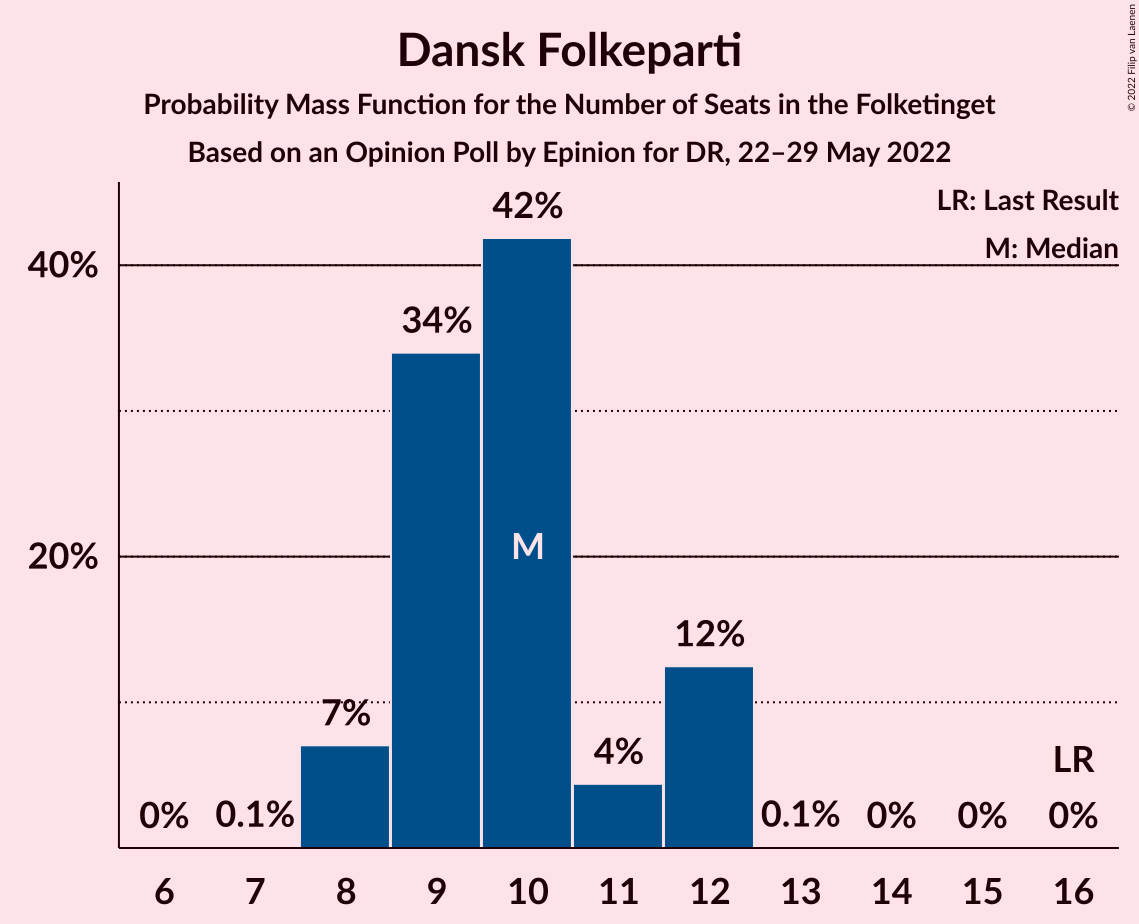 Dansk Folkeparti
Probability Mass Function for the Number of Seats in the Folketinget
Based on an Opinion Poll by Epinion for DR, 22–29 May 2022
© 2022 Filip van Laenen
LR: Last Result
M: Median
40%
20%
0%
0.1%
7%
34%
42%
M
4%
12%
0.1%
0%
0%
LR
0%
6 7 8 9 10 11 12 13 14 15 16